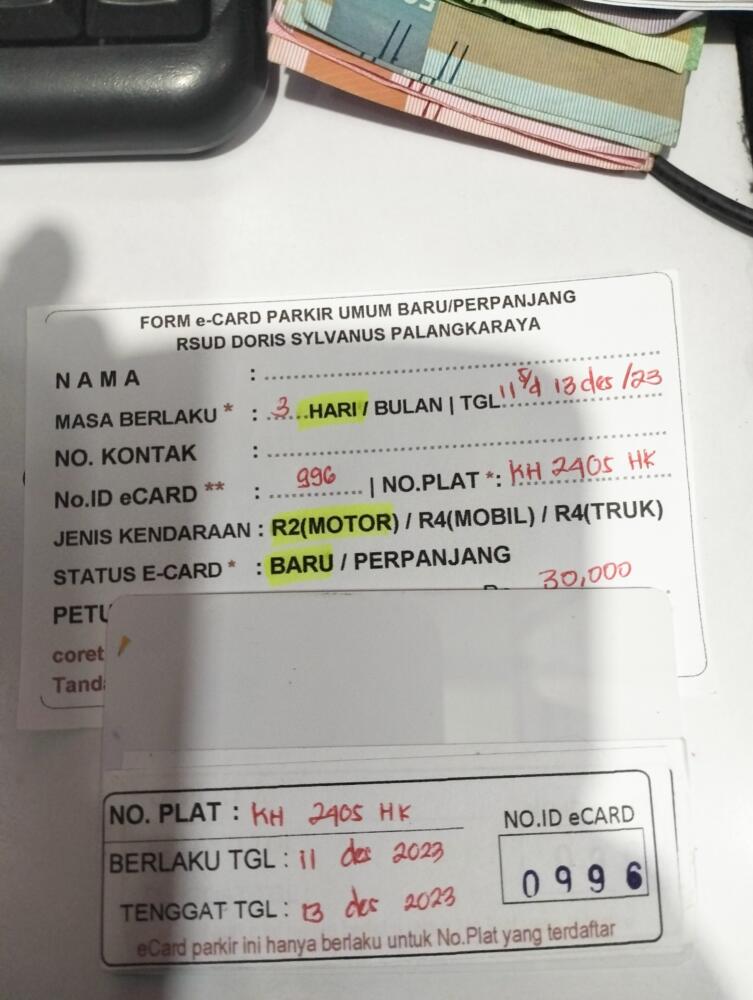 FORM e-CARD PARKIR UMUM BARU/PERPANJANG
RSUD DORIS SYLVANUS PALANGKARAYA
NAMA :
MASA BERLAKU * : 3 HARI / BULAN | TGL 11 s/d 13 des /23
NO. KONTAK :
No.ID eCARD ** : 996 | NO.PLAT *: KH 2405 HK
JENIS KENDARAAN : R2(MOTOR) / R4(MOBIL) / R4(TRUK)
STATUS E-CARD * : BARU / PERPANJANG
PETU 30,000
coret
Tanda
NO. PLAT : KH 2405 HK
NO.ID eCARD
BERLAKU TGL : 11 des 2023
0996
TENGGAT TGL : 13 des 2023
eCard parkir ini hanya berlaku untuk No.Plat yang terdaftar